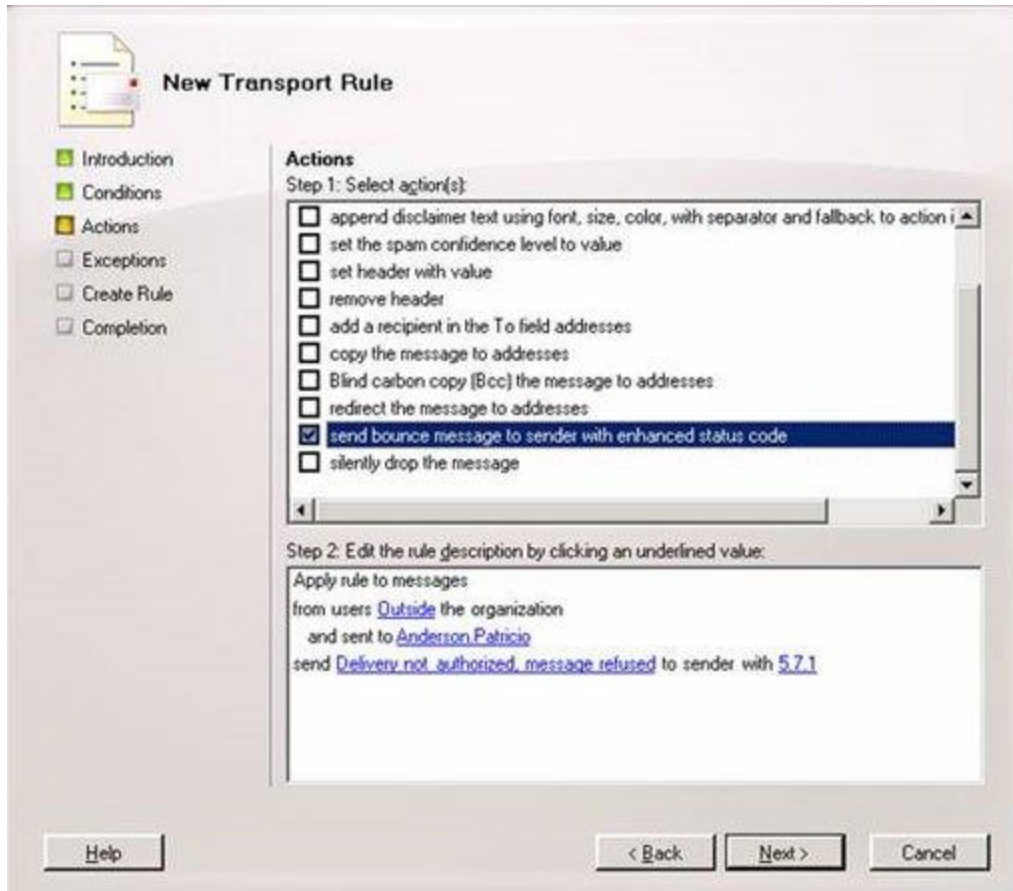 New Transport Rule
Introduction
Conditions
Actions
Exceptions
Create Rule
Completion
Actions
Step 1: Select action(s):
append disclaimer text using font, size, color, with separator and fallback to action i
set the spam confidence level to value
set header with value
remove header
add a recipient in the To field addresses
copy the message to addresses
Blind carbon copy (Bcc) the message to addresses
redirect the message to addresses
send bounce message to sender with enhanced status code
silently drop the message
Step 2: Edit the rule description by clicking an underlined value:
Apply rule to messages
from users Outside the organization
and sent to Anderson.Patricio
send Delivery not authorized, message refused to sender with 5.7.1
Help
< Back
Next >
Cancel